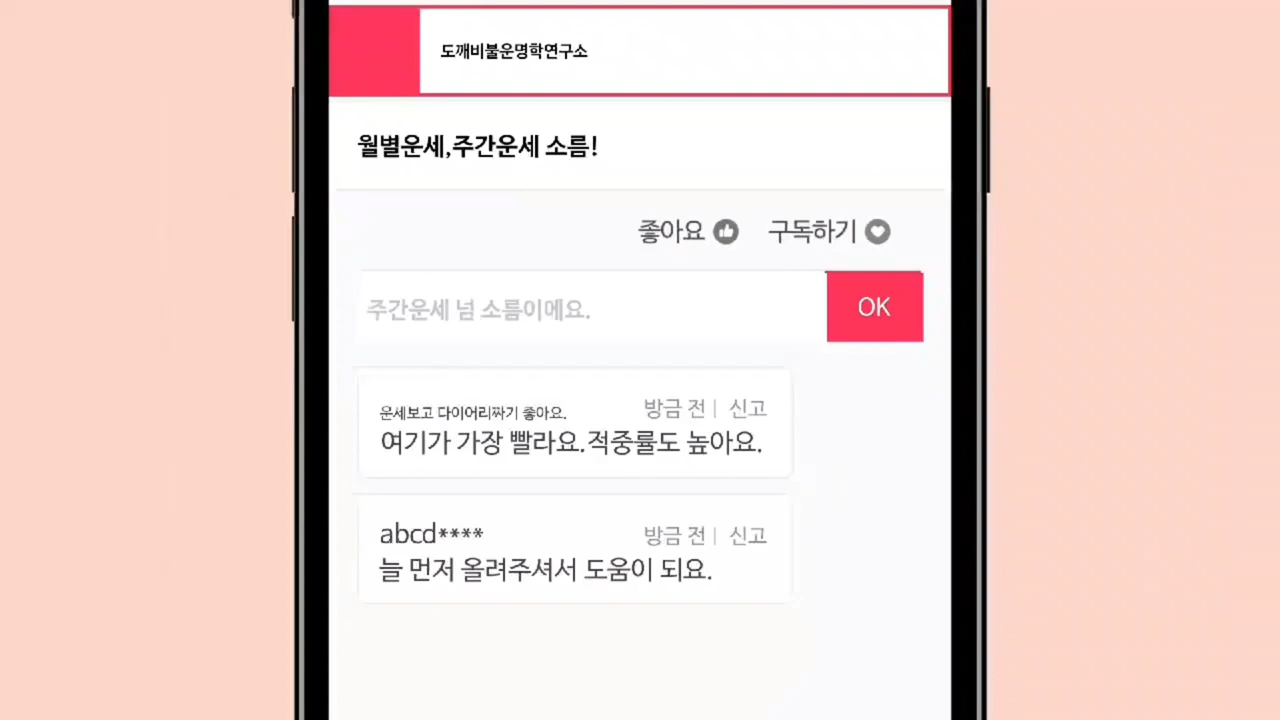 도깨비불운명학연구소
월별운세,주간운세 소름!
좋아요 구독하기
주간운세 넘 소름이에요. OK
운세보고 다이어리짜기 좋아요. 방금 전 | 신고
여기가 가장 빨라요.적중률도 높아요.
abcd**** 방금 전 | 신고
늘 먼저 올려주셔서 도움이 되요.